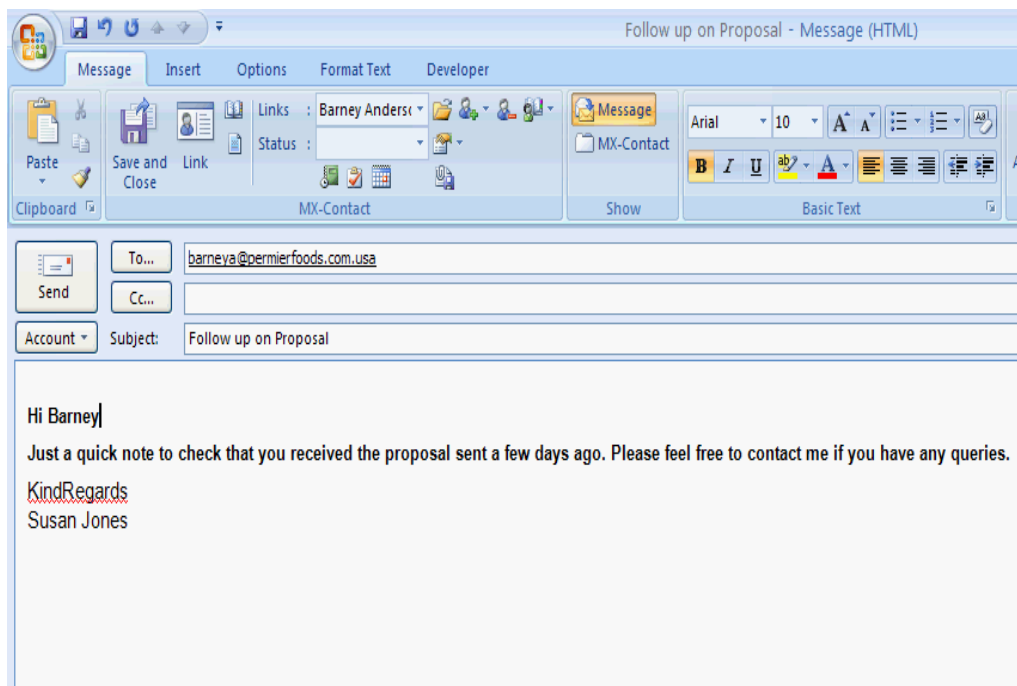 Follow up on Proposal - Message (HTML)
Message Insert Options Format Text Developer
Paste
Clipboard
Save and Close
Link
Links : Barney Anders
Status :
MX-Contact
Message
MX-Contact
Show
Arial 10
B I U ab A
Basic Text
Send
To... barneya@permierfoods.com.usa
Cc...
Account Subject: Follow up on Proposal
Hi Barney
Just a quick note to check that you received the proposal sent a few days ago. Please feel free to contact me if you have any queries.
KindRegards
Susan Jones